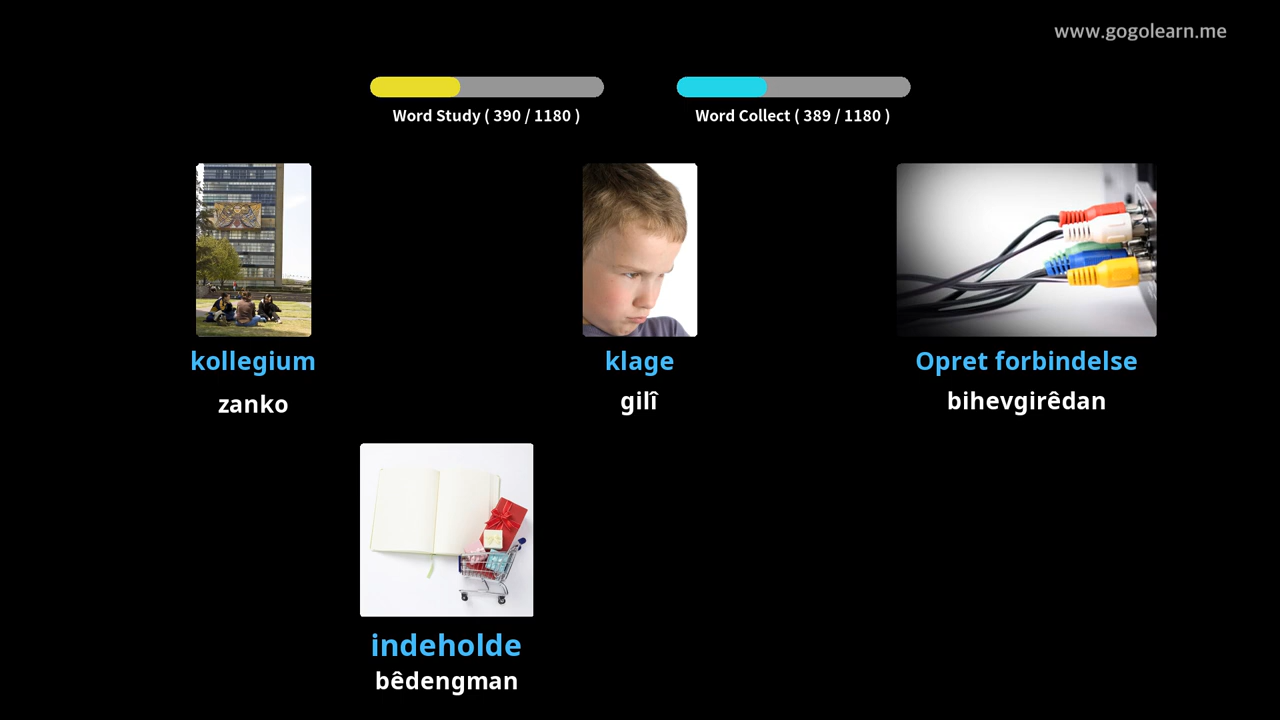 www.gogolearn.me
Word Study ( 390 / 1180 )
Word Collect ( 389 / 1180 )
kollegium
zanko
klage
gilî
Opret forbindelse
bihevgirêdan
indeholde
bêdengman